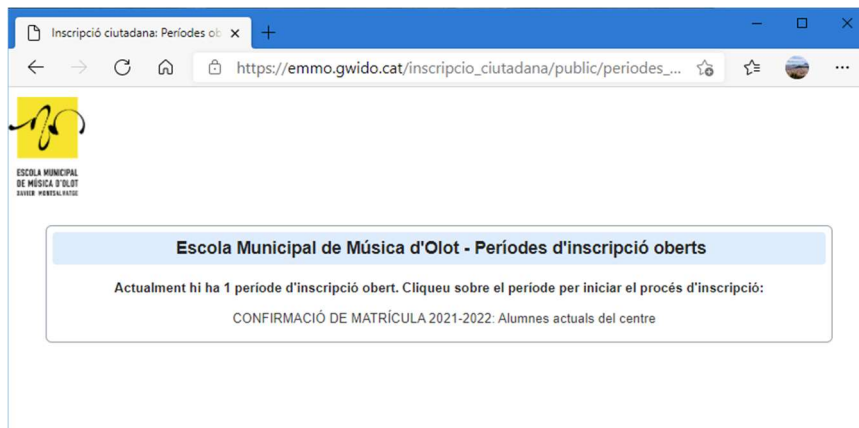 Inscripció ciutadana: Períodes ob
https://emmo.gwido.cat/inscripcio_ciutadana/public/periodes_...
ESCOLA MUNICIPAL
DE MÚSICA D'OLOT
XAVIER MONTSALVATGE
Escola Municipal de Música d'Olot - Períodes d'inscripció oberts
Actualment hi ha 1 període d'inscripció obert. Cliqueu sobre el període per iniciar el procés d'inscripció:
CONFIRMACIÓ DE MATRÍCULA 2021-2022: Alumnes actuals del centre